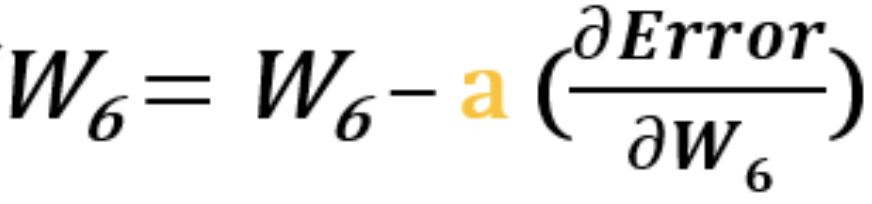 W₆ = W₆ - a (∂Error/∂W₆)